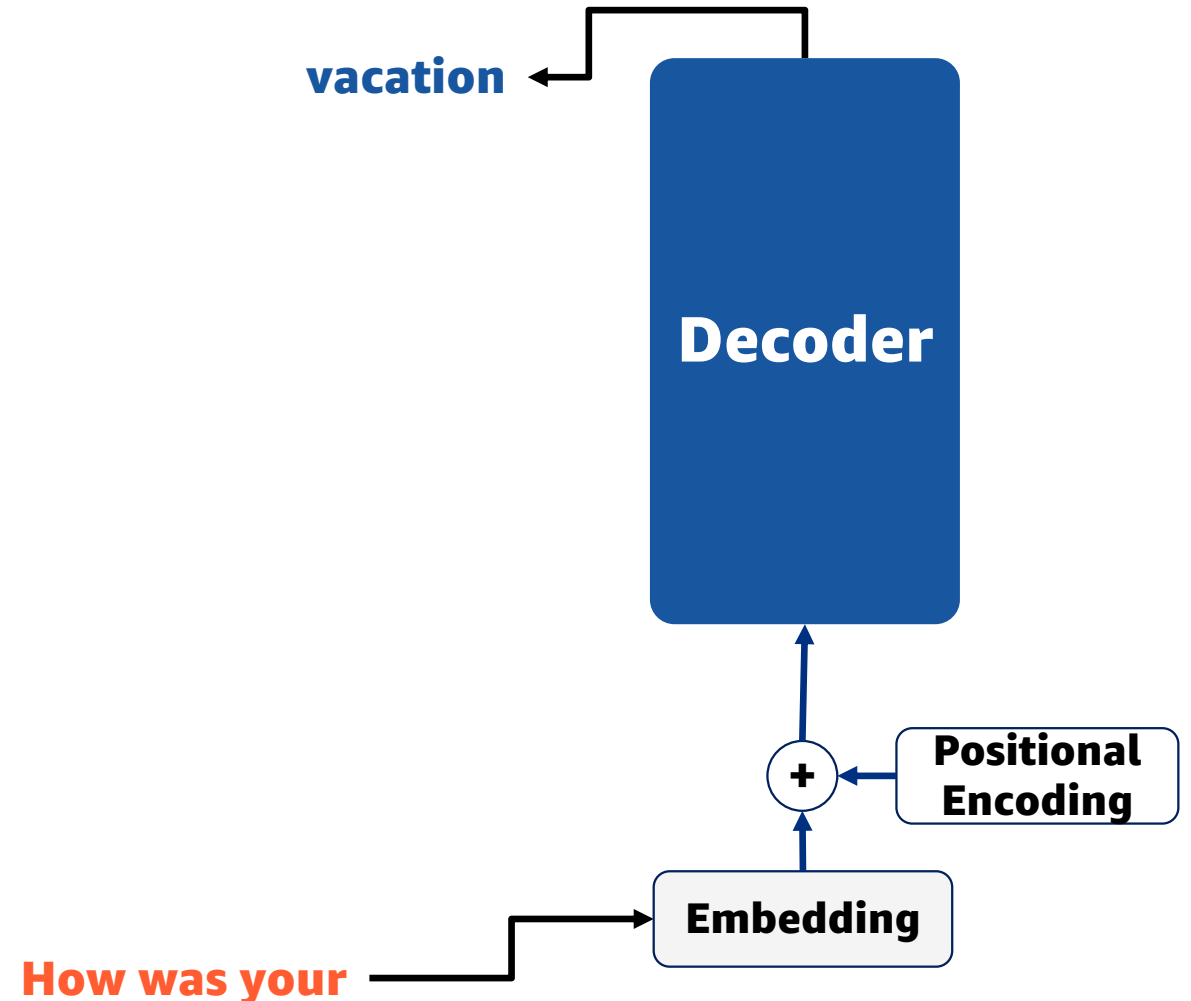 vacation
Decoder
+
Positional
Encoding
Embedding
How was your